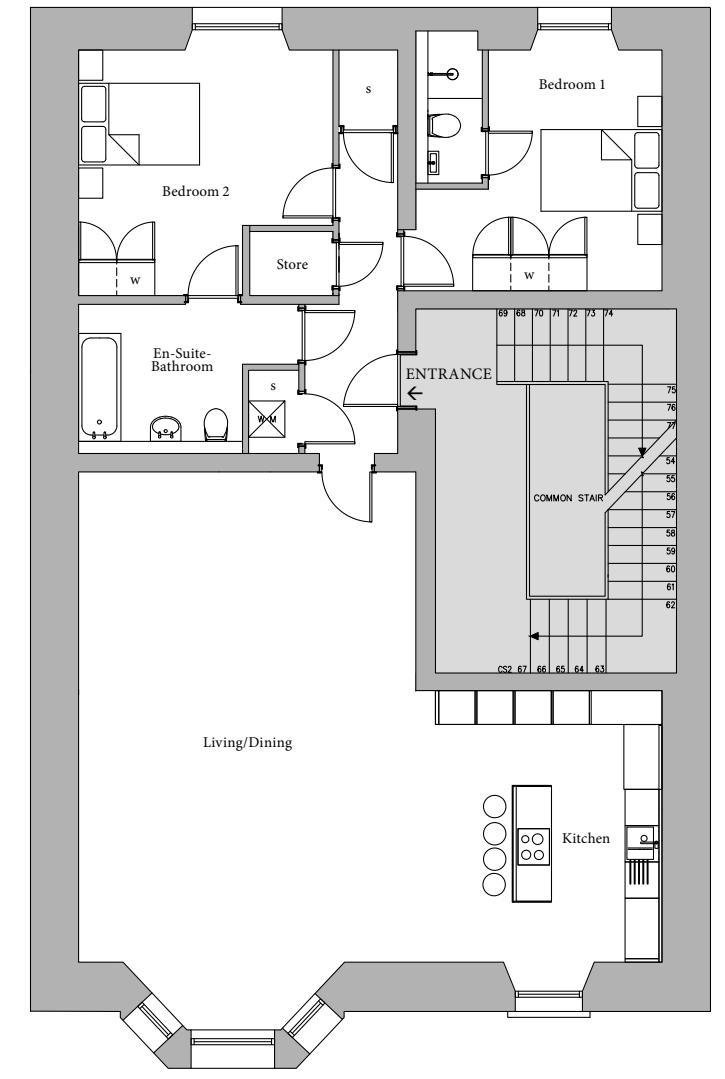 s
Bedroom 1
Bedroom 2
Store
w
w
69 68 70 71 72 73 74
En-Suite-
Bathroom
s
W M
ENTRANCE
75
76
77
54
55
COMMON STAIR
56
57
58
59
60
61
62
CS2 67 66 65 64 63
Living/Dining
Kitchen